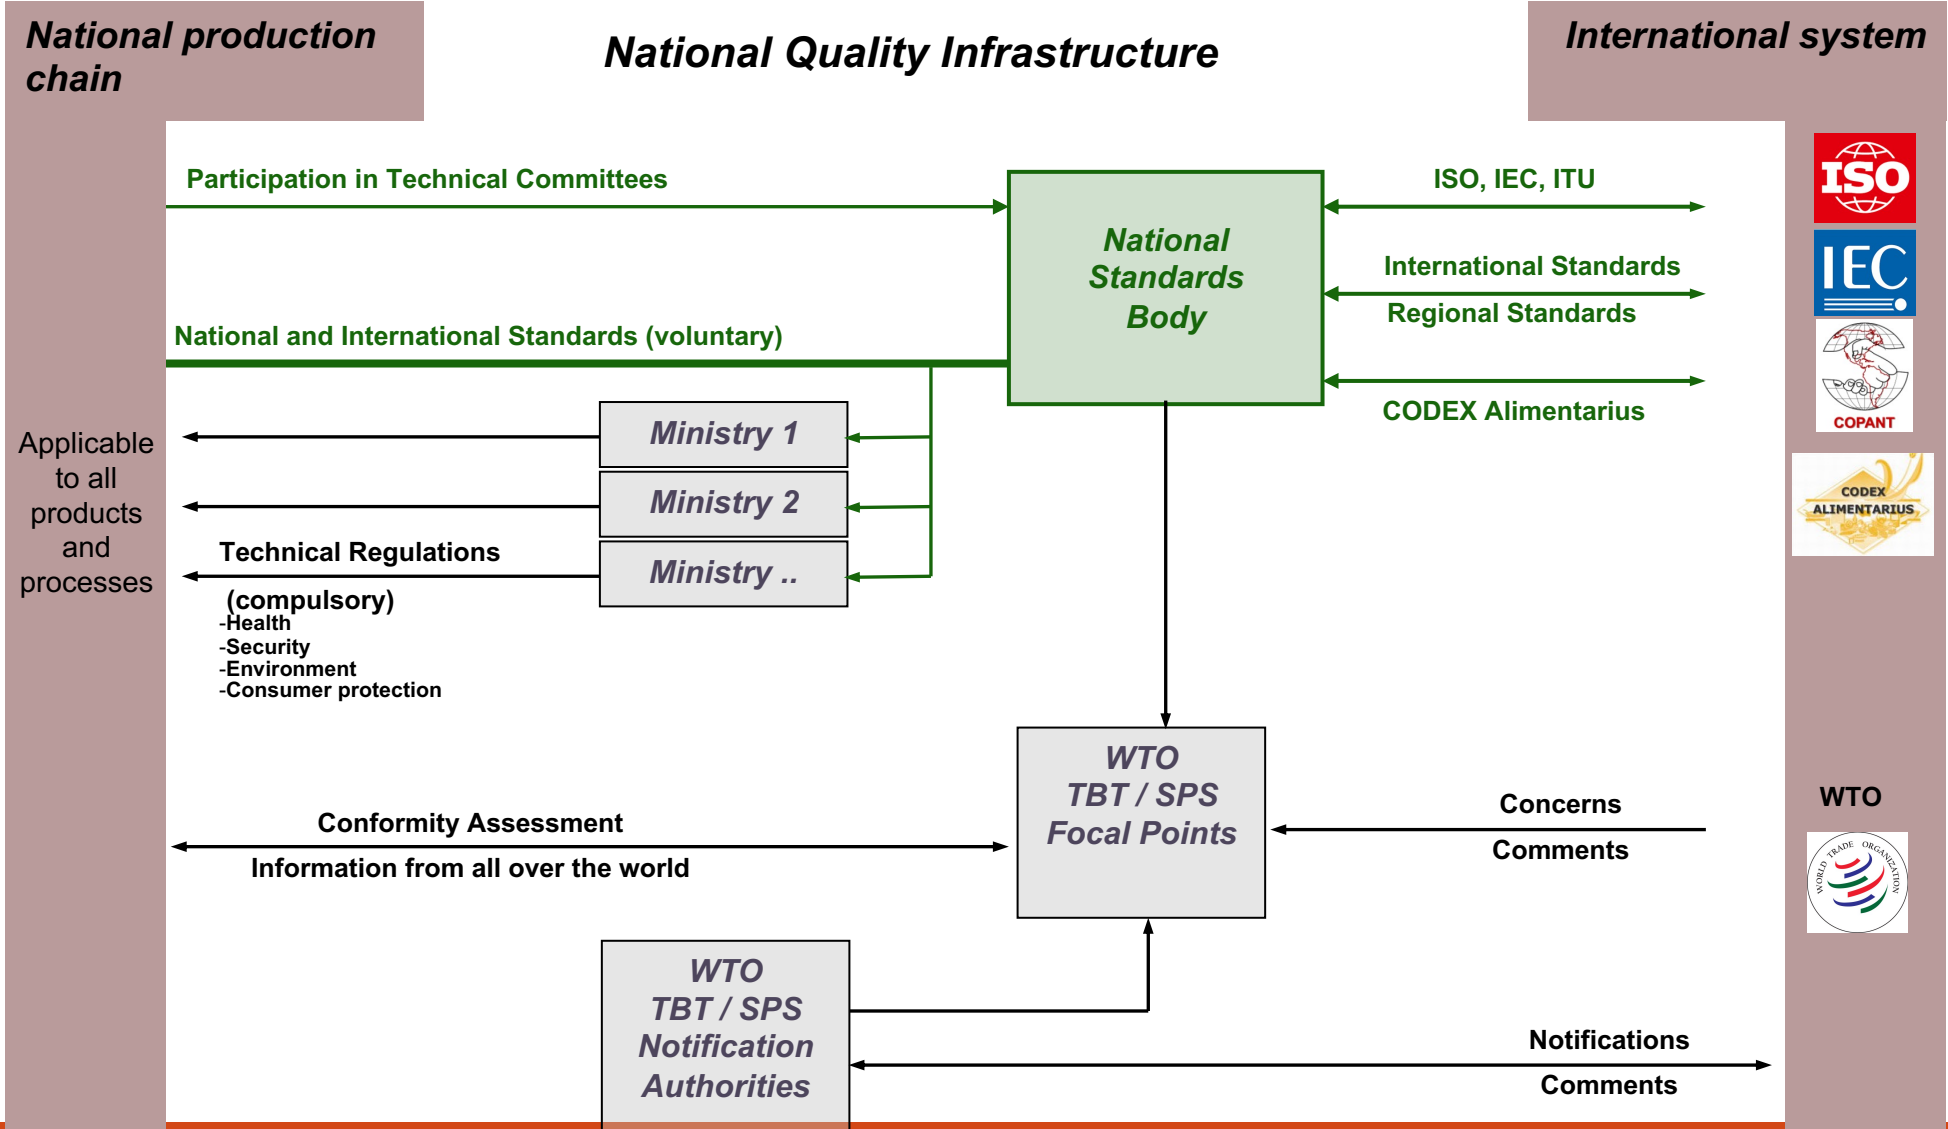 National production
chain
National Quality Infrastructure
International system
Participation in Technical Committees
National
Standards
Body
ISO, IEC, ITU
International Standards
Regional Standards
CODEX Alimentarius
National and International Standards (voluntary)
Ministry 1
Ministry 2
Ministry ..
Technical Regulations
(compulsory)
-Health
-Security
-Environment
-Consumer protection
Applicable
to all
products
and
processes
ISO
IEC
COPANT
CODEX
ALIMENTARIUS
WTO
TBT / SPS
Focal Points
Conformity Assessment
Information from all over the world
Concerns
Comments
WTO
WORLD TRADE ORGANIZATION
WTO
TBT / SPS
Notification
Authorities
Notifications
Comments